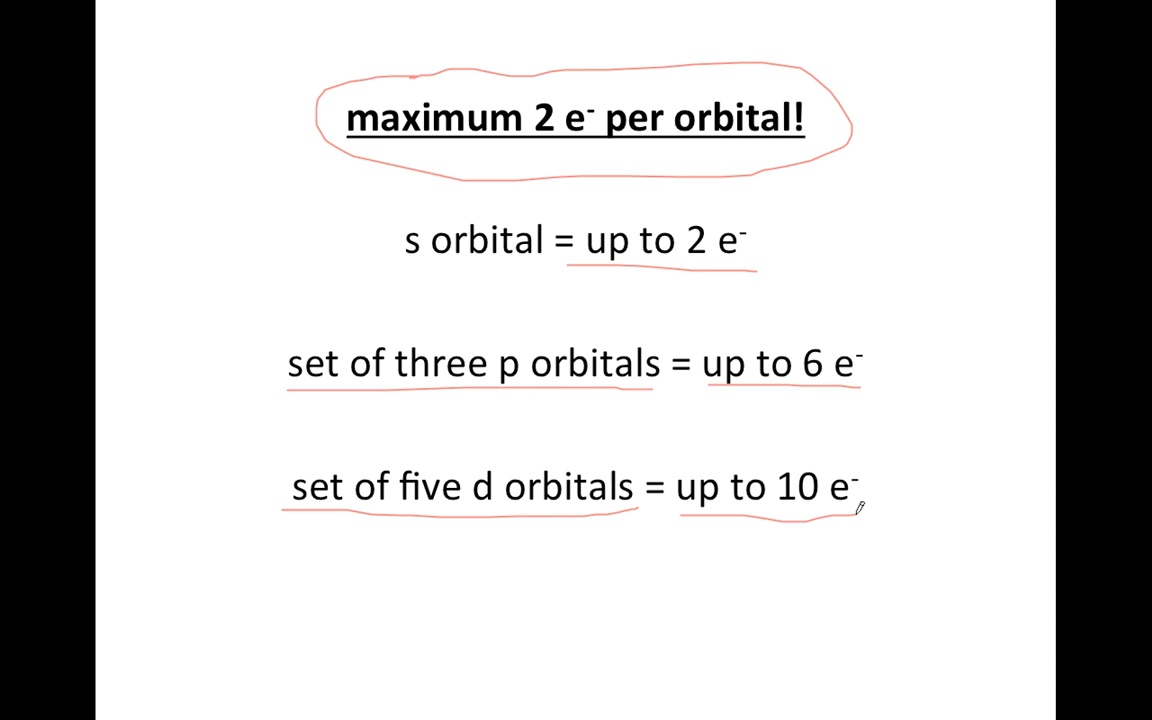 maximum 2 e⁻ per orbital!
s orbital = up to 2 e⁻
set of three p orbitals = up to 6 e⁻
set of five d orbitals = up to 10 e⁻